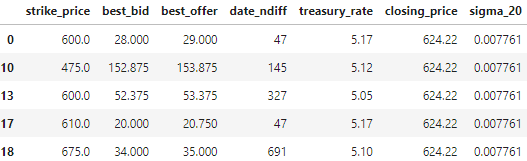 strike_price best_bid best_offer date_ndiff treasury_rate closing_price sigma_20
0 600.0 28.000 29.000 47 5.17 624.22 0.007761
10 475.0 152.875 153.875 145 5.12 624.22 0.007761
13 600.0 52.375 53.375 327 5.05 624.22 0.007761
17 610.0 20.000 20.750 47 5.17 624.22 0.007761
18 675.0 34.000 35.000 691 5.10 624.22 0.007761